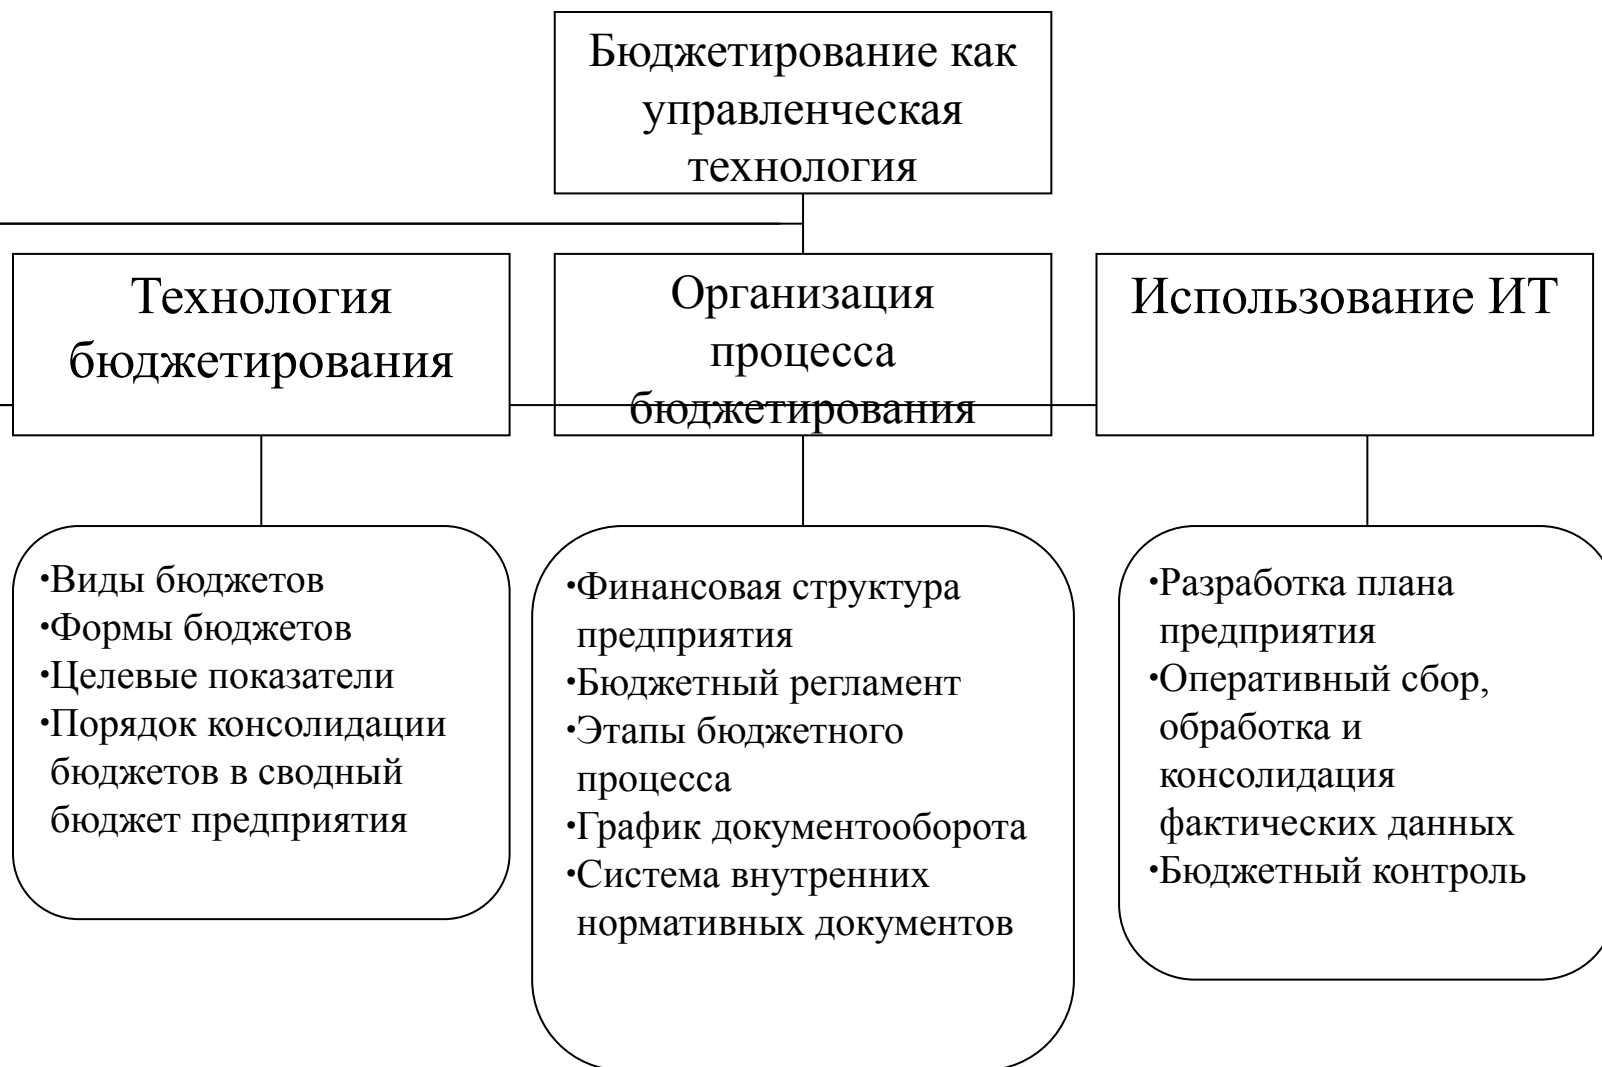 Бюджетирование как
управленческая
технология
Технология
бюджетирования
Организация
процесса
бюджетирования
Использование ИТ
·Виды бюджетов
·Формы бюджетов
·Целевые показатели
·Порядок консолидации
бюджетов в сводный
бюджет предприятия
·Финансовая структура
предприятия
·Бюджетный регламент
·Этапы бюджетного
процесса
·График документооборота
·Система внутренних
нормативных документов
·Разработка плана
предприятия
·Оперативный сбор,
обработка и
консолидация
фактических данных
·Бюджетный контроль